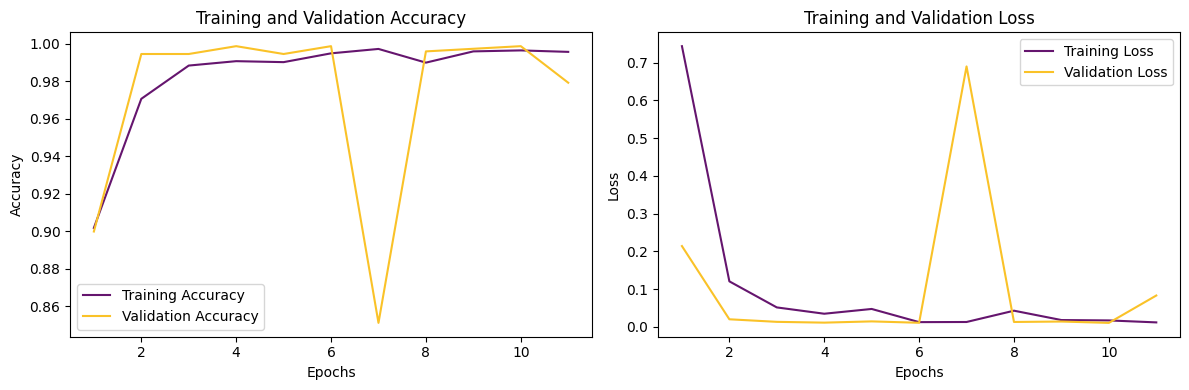 Training and Validation Accuracy
1.00
0.98
0.96
0.94
0.92
0.90
0.88
0.86
Accuracy
Training Accuracy
Validation Accuracy
2
4
6
8
10
Epochs
Training and Validation Loss
0.7
0.6
0.5
0.4
0.3
0.2
0.1
0.0
Loss
Training Loss
Validation Loss
2
4
6
8
10
Epochs